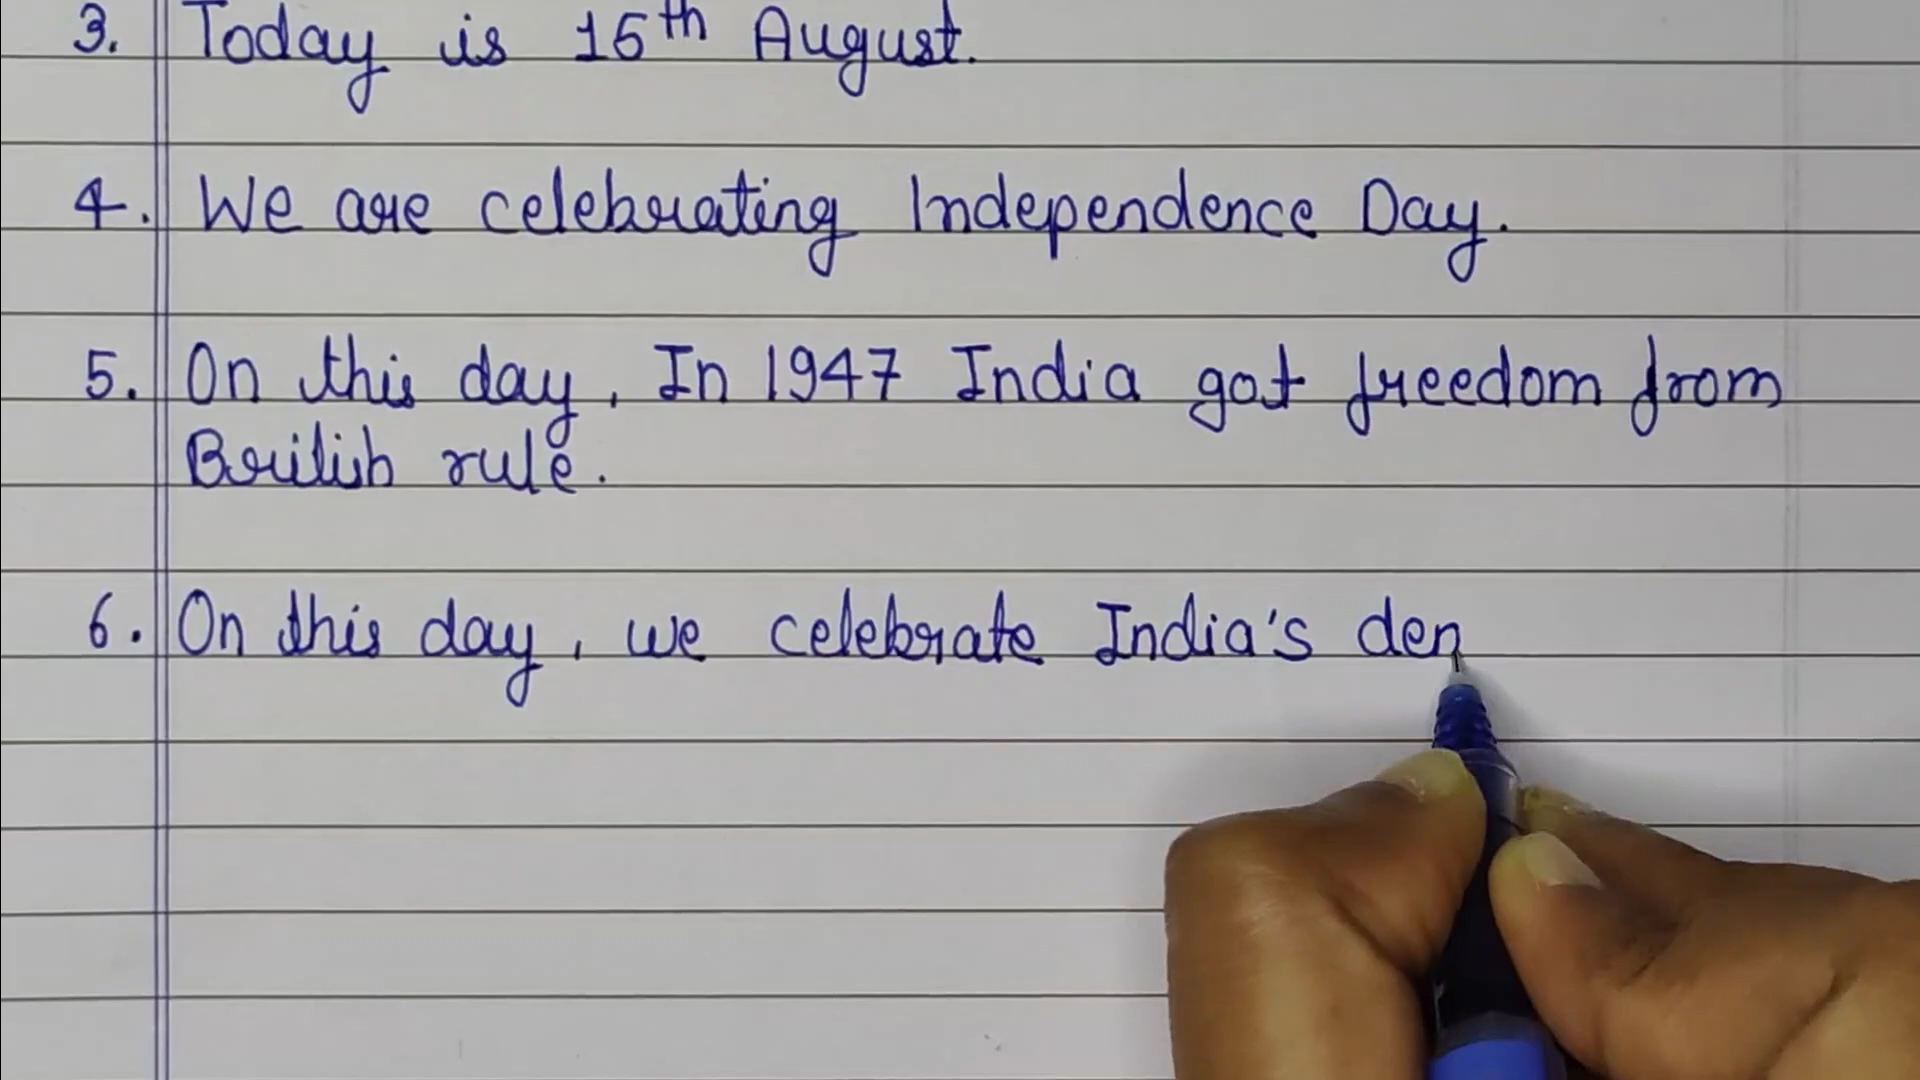 3. Today is 15th August.
4. We are celebrating Independence Day.
5. On this day, In 1947 India got freedom from
British rule.
6. On this day, we celebrate India's den